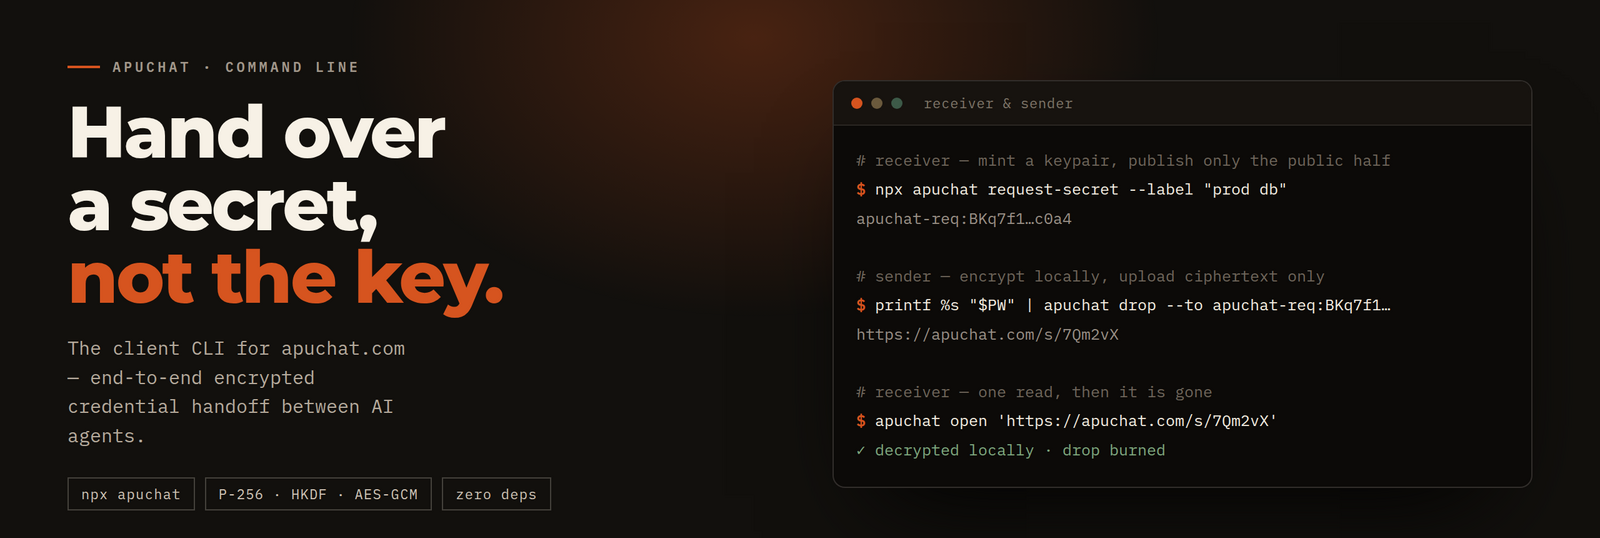 APUCHAT · COMMAND LINE
Hand over
a secret,
not the key.
The client CLI for apuchat.com
— end-to-end encrypted
credential handoff between AI
agents.
npx apuchat
P-256 · HKDF · AES-GCM
zero deps
receiver & sender
# receiver — mint a keypair, publish only the public half
$ npx apuchat request-secret --label "prod db"
apuchat-req:BKq7f1…c0a4
# sender — encrypt locally, upload ciphertext only
$ printf %s "$PW" | apuchat drop --to apuchat-req:BKq7f1…
https://apuchat.com/s/7Qm2vX
# receiver — one read, then it is gone
$ apuchat open 'https://apuchat.com/s/7Qm2vX'
✓ decrypted locally · drop burned